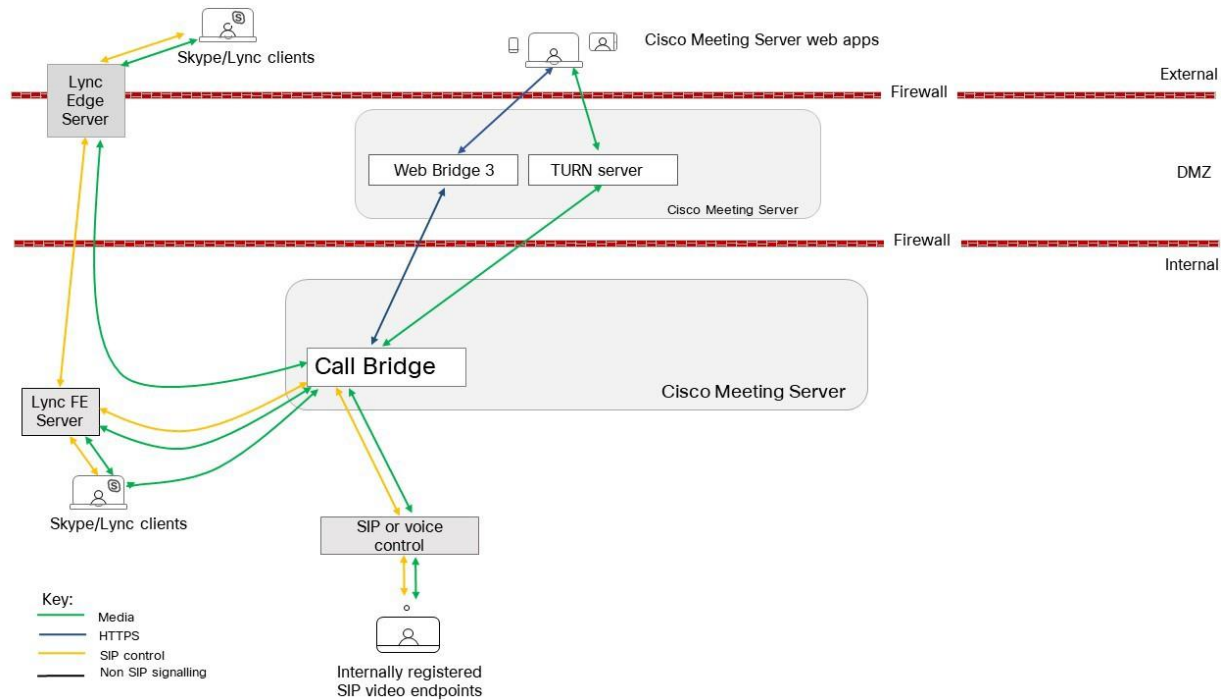 Skype/Lync clients
Cisco Meeting Server web apps
Lync
Edge
Server
External
Firewall
Firewall
Web Bridge 3
TURN server
DMZ
Cisco Meeting Server
Firewall
Internal
Call Bridge
Cisco Meeting Server
Lync FE
Server
Skype/Lync clients
SIP or voice
control
Key:
Media
HTTPS
SIP control
Non SIP signalling
Internally registered
SIP video endpoints